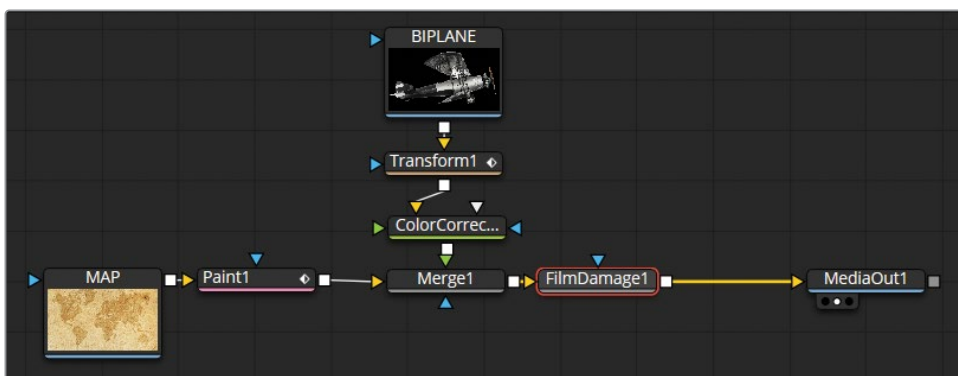 BIPLANE
Transform1
ColorCorrec...
MAP
Paint1
Merge1
FilmDamage1
MediaOut1